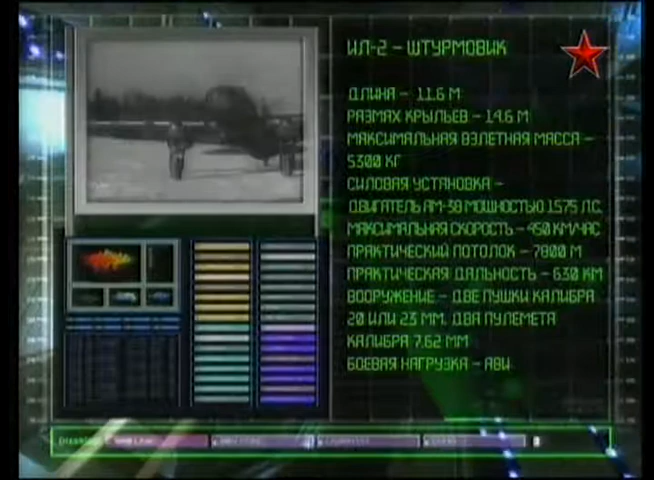 ИЛ-2 – ШТУРМОВИК
ДЛИНА – 11.6 М
РАЗМАХ КРЫЛЬЕВ – 14.6 М
МАКСИМАЛЬНАЯ ВЗЛЕТНАЯ МАССА –
5300 КГ
СИЛОВАЯ УСТАНОВКА –
ДВИГАТЕЛЬ АМ-38 МОЩНОСТЬЮ 1575 Л.С.
МАКСИМАЛЬНАЯ СКОРОСТЬ – 450 КМ/ЧАС
ПРАКТИЧЕСКИЙ ПОТОЛОК – 7800 М
ПРАКТИЧЕСКАЯ ДАЛЬНОСТЬ – 630 КМ
ВООРУЖЕНИЕ – ДВЕ ПУШКИ КАЛИБРА
20 ИЛИ 23 ММ. ДВА ПУЛЕМЕТА
КАЛИБРА 7.62 ММ
БОЕВАЯ НАГРУЗКА – АВИ